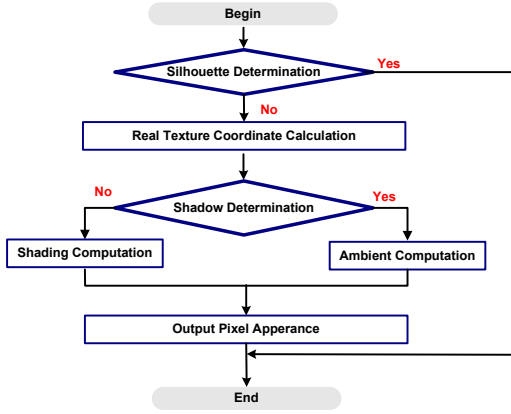 Begin
Silhouette Determination
Yes
No
Real Texture Coordinate Calculation
No
Yes
Shadow Determination
Shading Computation
Ambient Computation
Output Pixel Apperance
End